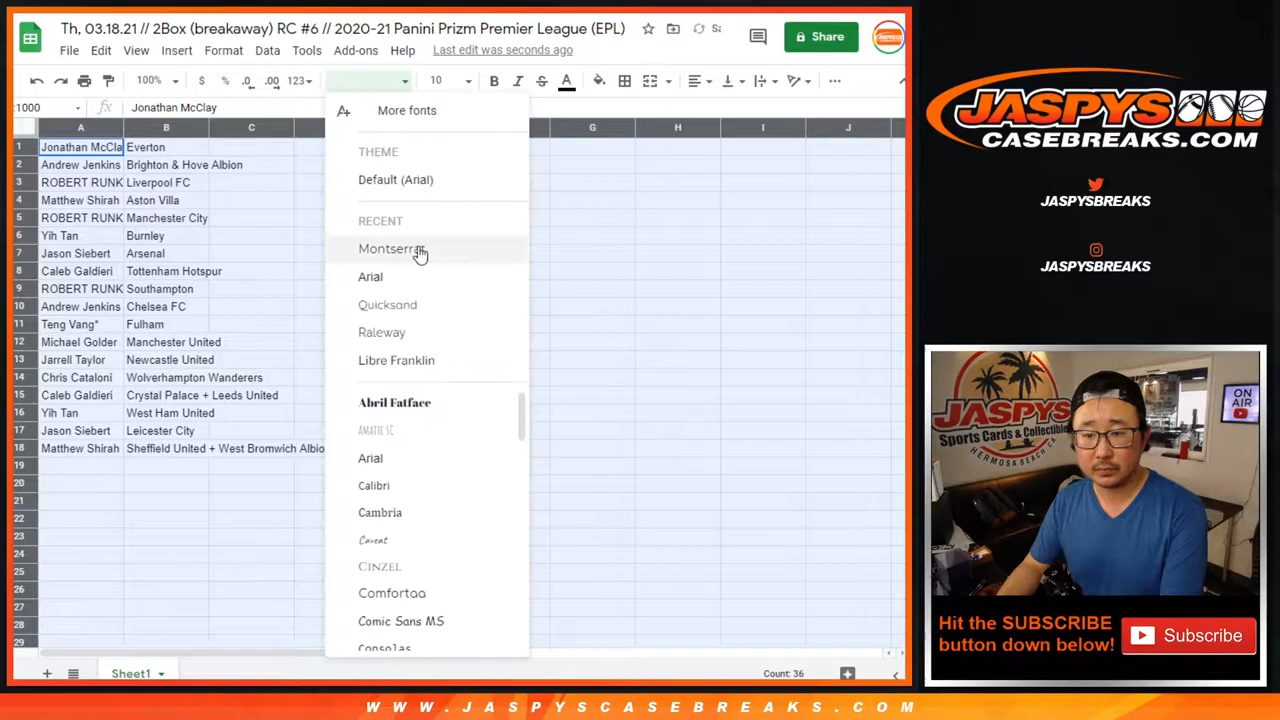 Th, 03.18.21 // 2Box (breakaway) RC #6 // 2020-21 Panini Prizm Premier League (EPL)
File Edit View Insert Format Data Tools Add-ons Help Last edit was seconds ago
Share
100% $ % .0 .00 123 10 B I S A
:1000 fx Jonathan McClay
A B C G H I J
1 Jonathan McCla Everton
2 Andrew Jenkins Brighton & Hove Albion
3 ROBERT RUNK Liverpool FC
4 Matthew Shirah Aston Villa
5 ROBERT RUNK Manchester City
6 Yih Tan Burnley
7 Jason Siebert Arsenal
8 Caleb Galdieri Tottenham Hotspur
9 ROBERT RUNK Southampton
10 Andrew Jenkins Chelsea FC
11 Teng Vang* Fulham
12 Michael Golder Manchester United
13 Jarrell Taylor Newcastle United
14 Chris Cataloni Wolverhampton Wanderers
15 Caleb Galdieri Crystal Palace + Leeds United
16 Yih Tan West Ham United
17 Jason Siebert Leicester City
18 Matthew Shirah Sheffield United + West Bromwich Albio
19
20
21
22
23
24
25
26
27
28
29
More fonts
THEME
Default (Arial)
RECENT
Montserrat
Arial
Quicksand
Raleway
Libre Franklin
Abril Fatface
AMATIC SC
Arial
Calibri
Cambria
Caveat
CINZEL
Comfortaa
Comic Sans MS
Consolas
Sheet1
Count: 36
JASPYS
CASEBREAKS.COM
JASPYSBREAKS
JASPYSBREAKS
JASPYS
Sports Cards & Collectible
HERMOSA BEACH, CA
ON
AIR
Hit the SUBSCRIBE
button down below!
Subscribe
WWW.JASPYSCASEBREAKS.COM